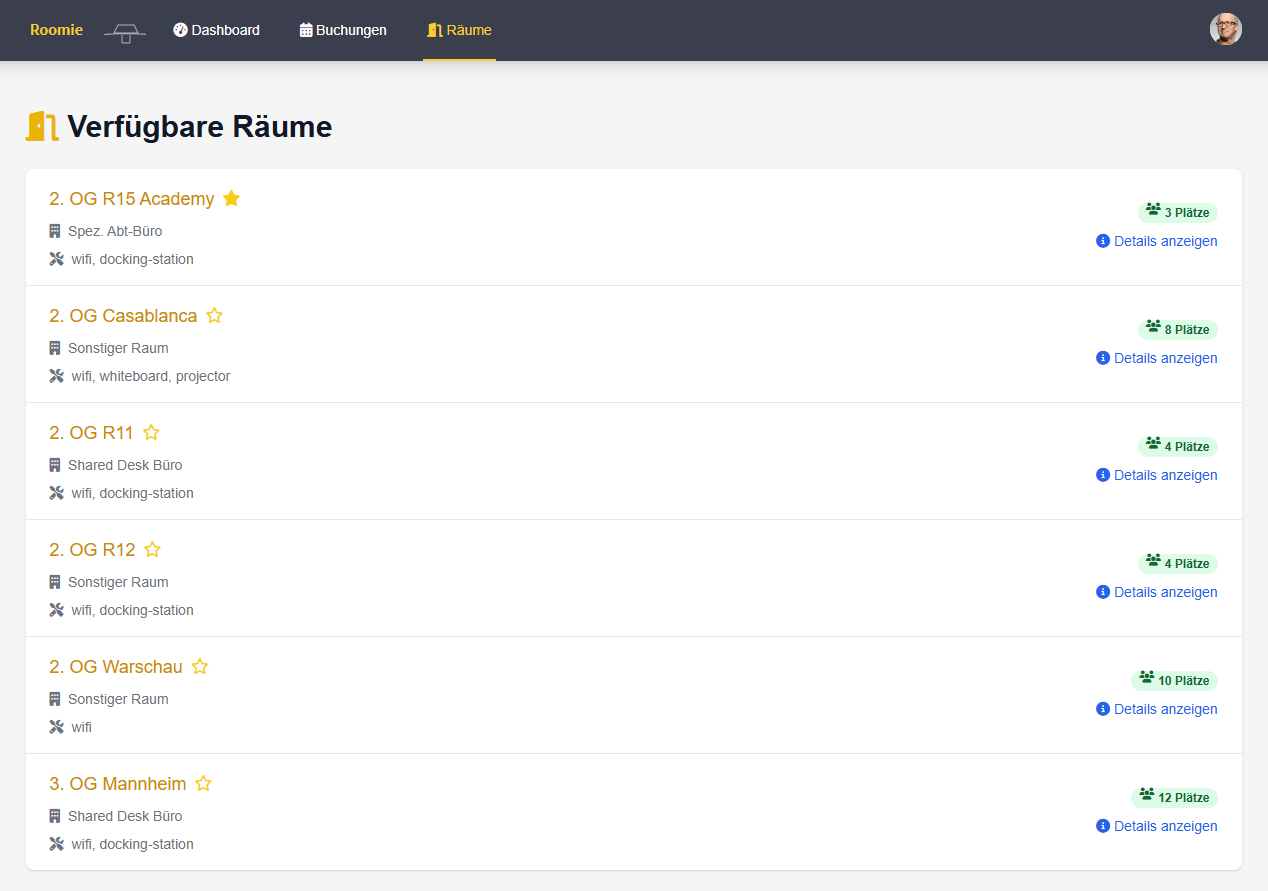 Roomie Dashboard Buchungen Räume
Verfügbare Räume
2. OG R15 Academy
Spez. Abt-Büro
wifi, docking-station
3 Plätze
Details anzeigen
2. OG Casablanca
Sonstiger Raum
wifi, whiteboard, projector
8 Plätze
Details anzeigen
2. OG R11
Shared Desk Büro
wifi, docking-station
4 Plätze
Details anzeigen
2. OG R12
Sonstiger Raum
wifi, docking-station
4 Plätze
Details anzeigen
2. OG Warschau
Sonstiger Raum
wifi
10 Plätze
Details anzeigen
3. OG Mannheim
Shared Desk Büro
wifi, docking-station
12 Plätze
Details anzeigen